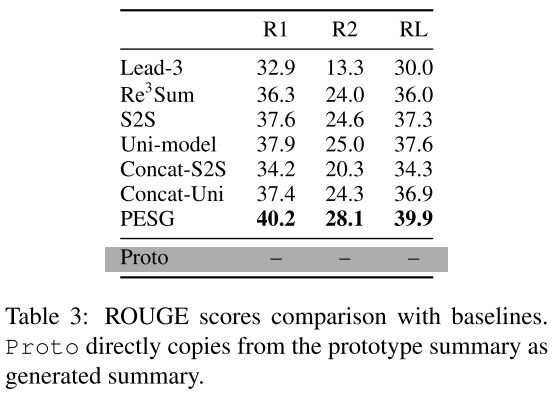 R1 R2 RL
Lead-3 32.9 13.3 30.0
Re³Sum 36.3 24.0 36.0
S2S 37.6 24.6 37.3
Uni-model 37.9 25.0 37.6
Concat-S2S 34.2 20.3 34.3
Concat-Uni 37.4 24.3 36.9
PESG 40.2 28.1 39.9
Proto – – –
Table 3: ROUGE scores comparison with baselines.
Proto directly copies from the prototype summary as
generated summary.